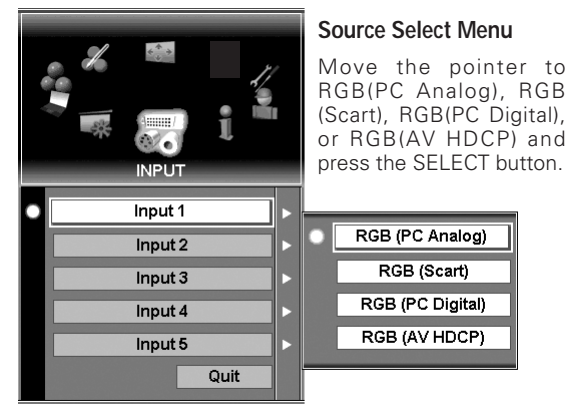 Source Select Menu
Move the pointer to
RGB(PC Analog), RGB
(Scart), RGB(PC Digital),
or RGB(AV HDCP) and
press the SELECT button.
INPUT
Input 1
Input 2
Input 3
Input 4
Input 5
Quit
RGB (PC Analog)
RGB (Scart)
RGB (PC Digital)
RGB (AV HDCP)